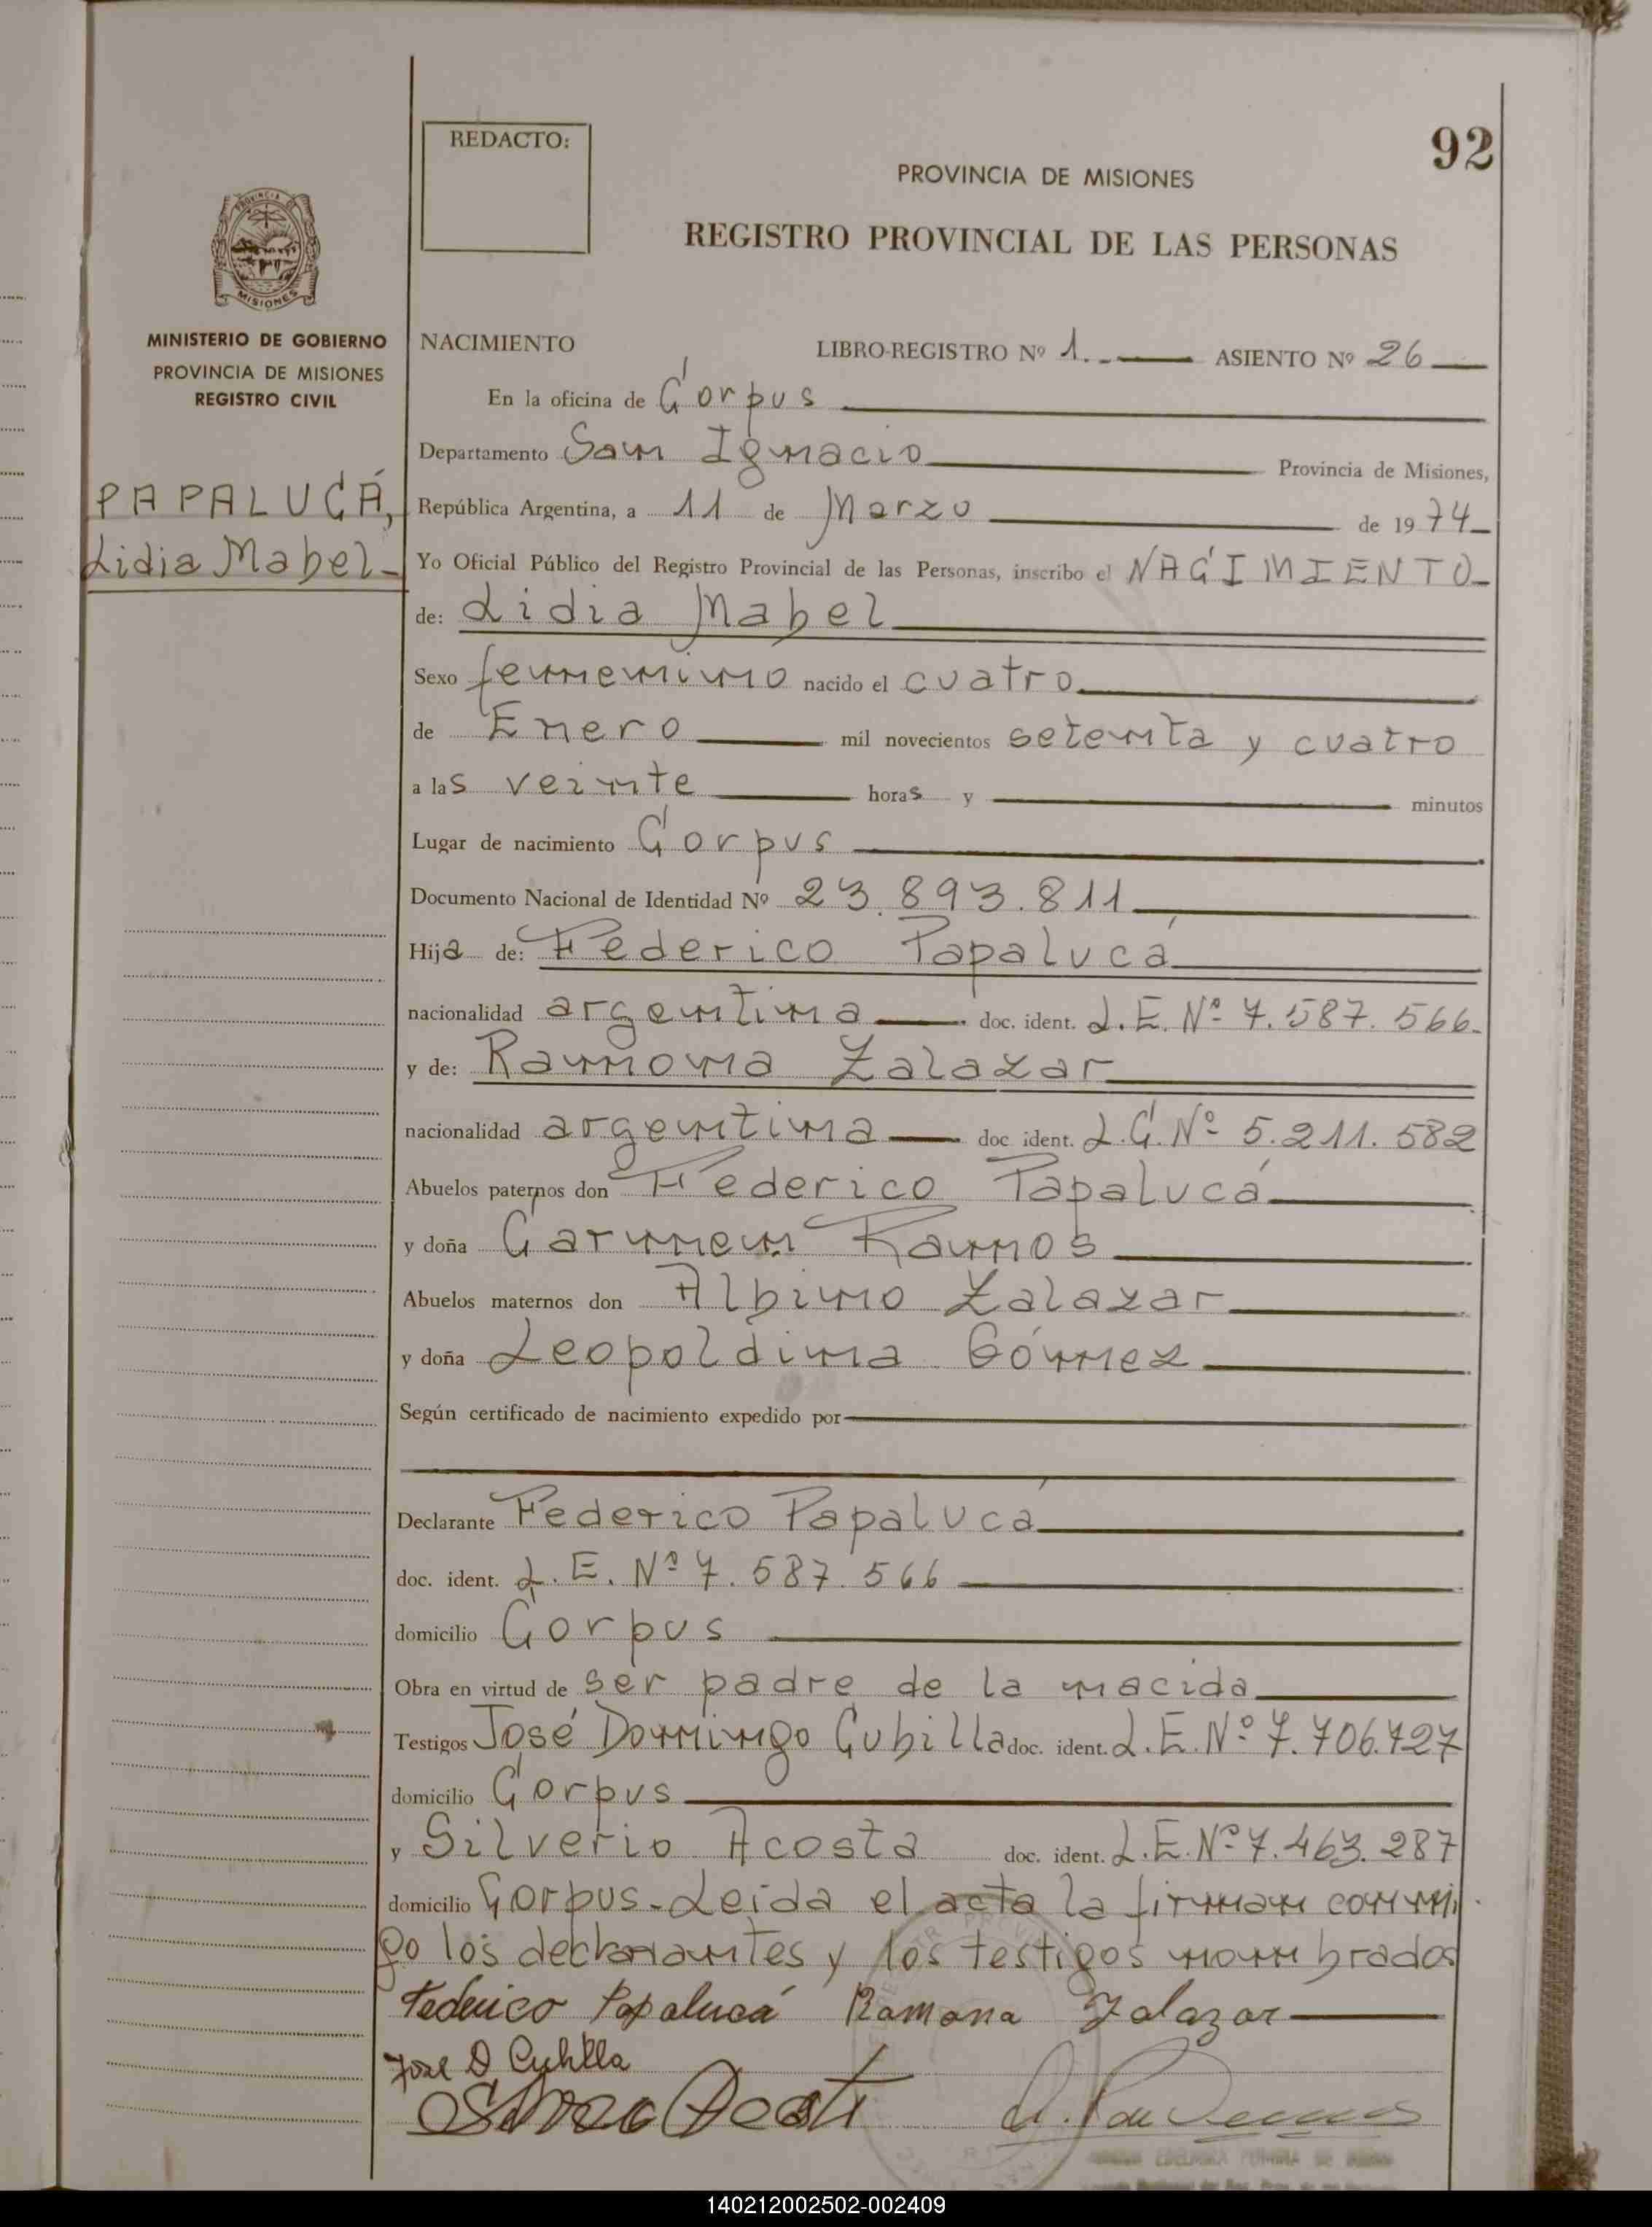 92
REDACTO:
PROVINCIA DE MISIONES
REGISTRO PROVINCIAL DE LAS PERSONAS
PROVINCIA DE
MISIONES
MINISTERIO DE GOBIERNO
PROVINCIA DE MISIONES
REGISTRO CIVIL
PAPALUCÁ,
Lidia Mabel-
NACIMIENTO LIBRO-REGISTRO Nº 1.- ASIENTO Nº 26
En la oficina de Corpus
Departamento San Ignacio Provincia de Misiones,
República Argentina, a 11 de Marzo de 1974
Yo Oficial Público del Registro Provincial de las Personas, inscribo el NACIMIENTO
de: Lidia Mabel
Sexo femenino nacido el cuatro
de Enero mil novecientos setenta y cuatro
a las veinte horas y minutos
Lugar de nacimiento Corpus
Documento Nacional de Identidad Nº 23.893.811
Hija de: Federico Papalucá
nacionalidad argentina doc. ident. L.E. Nº 7.587.566-
y de: Ramona Zalazar
nacionalidad argentina doc ident. L.C. Nº 5.211.582
Abuelos paternos don Federico Papalucá
y doña Carmen Ramos
Abuelos maternos don Albino Zalazar
y doña Leopoldina Gómez
Según certificado de nacimiento expedido por
Declarante Federico Papalucá
doc. ident. L.E. Nº 7.587.566
domicilio Corpus
Obra en virtud de ser padre de la nacida
Testigos José Domingo Cubilla doc. ident. L.E. Nº 7.706.727
domicilio Corpus
y Silverio Acosta doc. ident. L.E. Nº 7.463.287
domicilio Corpus-Leida el acta la firman conmi
go los declarantes y los testigos nombrados
Federico Papalucá Ramona Zalazar
José D Cubilla
140212002502-002409